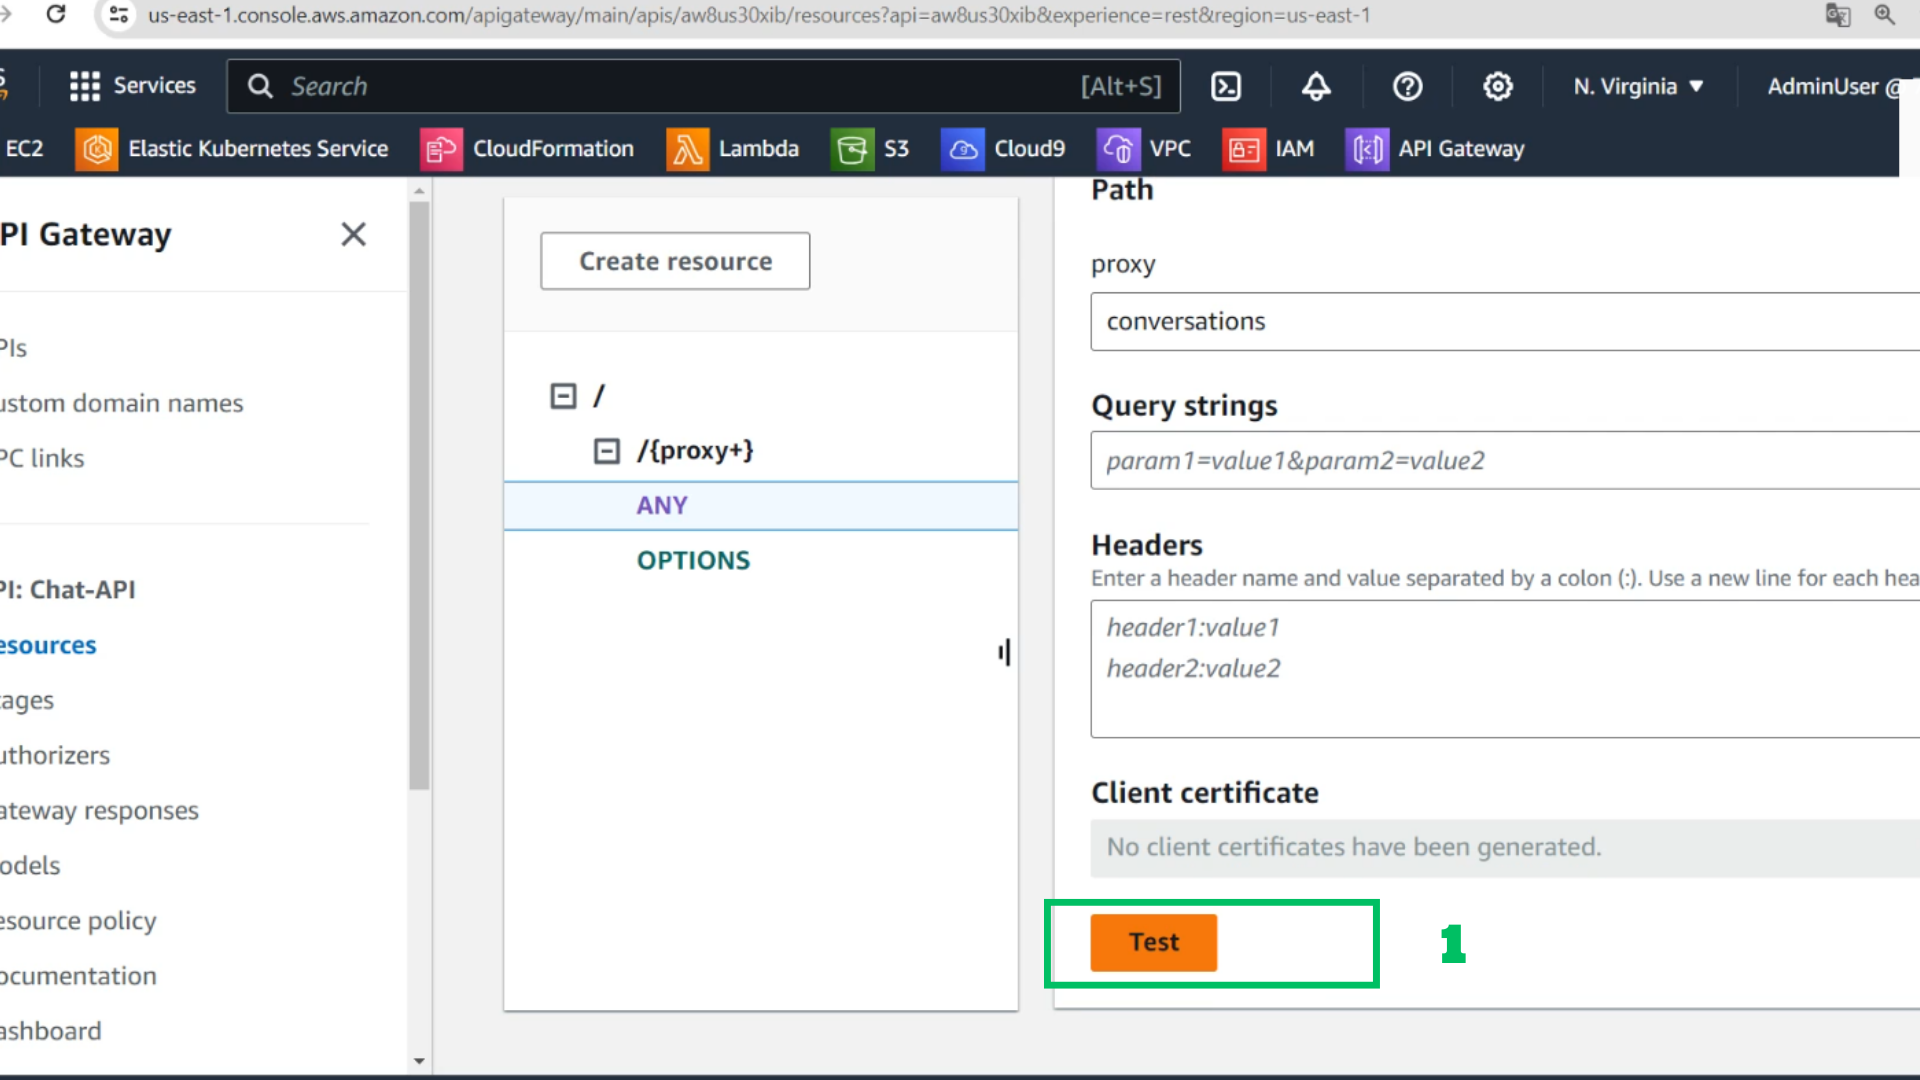 us-east-1.console.aws.amazon.com/apigateway/main/apis/aw8us30xib/resources?api=aw8us30xib&experience=rest&region=us-east-1
Services
Search
[Alt+S]
N. Virginia ▼
AdminUser @
EC2
Elastic Kubernetes Service
CloudFormation
Lambda
S3
Cloud9
VPC
IAM
API Gateway
PI Gateway
PIs
ustom domain names
PC links
PI: Chat-API
esources
ages
uthorizers
ateway responses
odels
esource policy
ocumentation
ashboard
Create resource
/
/{proxy+}
ANY
OPTIONS
Path
proxy
conversations
Query strings
param1=value1&param2=value2
Headers
Enter a header name and value separated by a colon (:). Use a new line for each hea
header1:value1
header2:value2
Client certificate
No client certificates have been generated.
Test
1